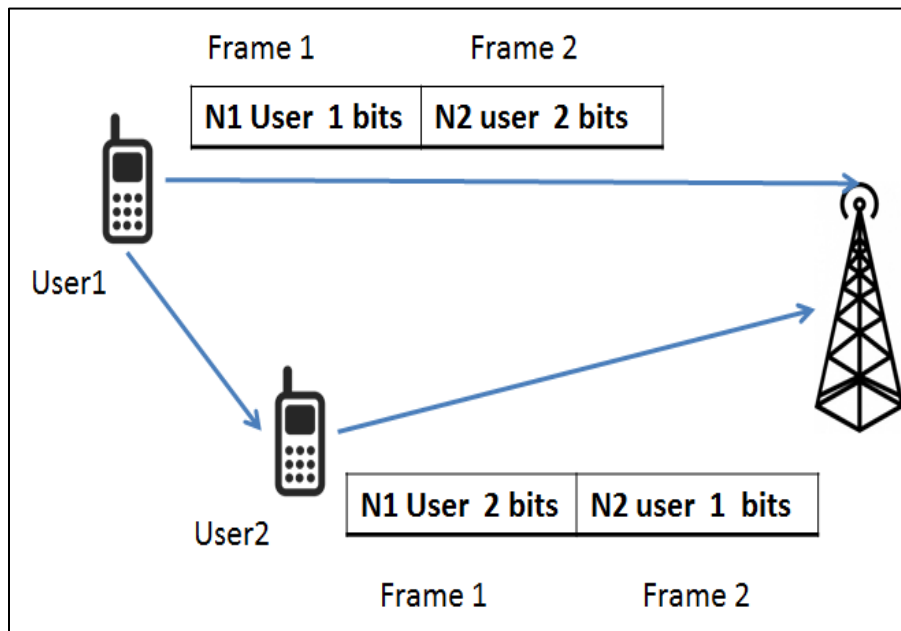 Frame 1 Frame 2
N1 User 1 bits N2 user 2 bits
User1
User2
N1 User 2 bits N2 user 1 bits
Frame 1 Frame 2